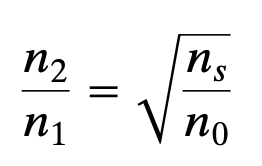 n₂/n₁ = √(nₛ/n₀)